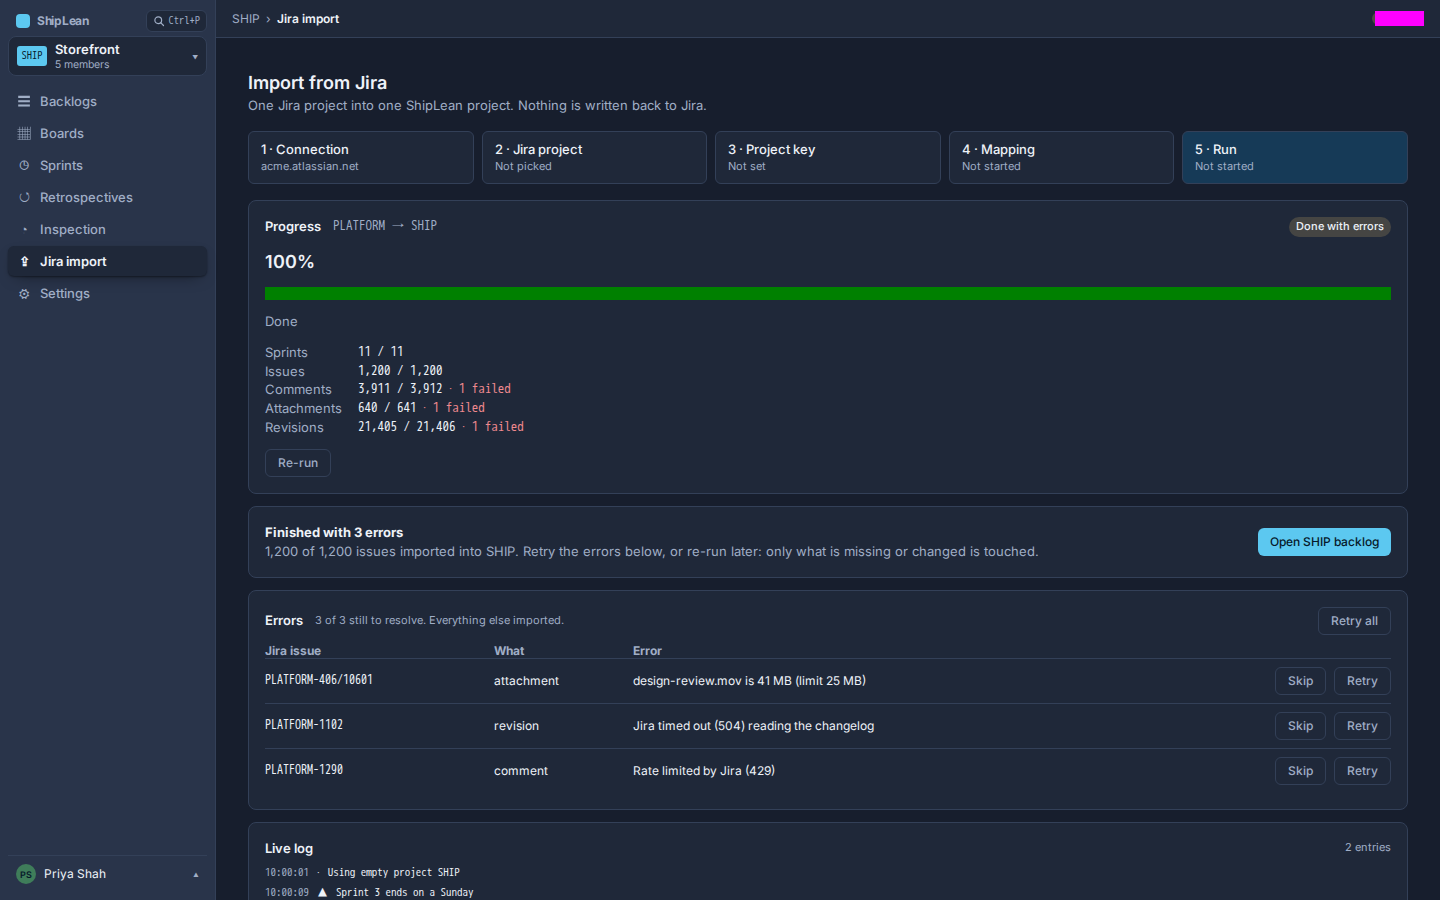 ShipLean
Ctrl+P
SHIP
Storefront
5 members
Backlogs
Boards
Sprints
Retrospectives
Inspection
Jira import
Settings
Priya Shah
PS
SHIP › Jira import
Import from Jira
One Jira project into one ShipLean project. Nothing is written back to Jira.
1 · Connection
acme.atlassian.net
2 · Jira project
Not picked
3 · Project key
Not set
4 · Mapping
Not started
5 · Run
Not started
Progress PLATFORM → SHIP
Done with errors
100%
Done
Sprints 11 / 11
Issues 1,200 / 1,200
Comments 3,911 / 3,912 · 1 failed
Attachments 640 / 641 · 1 failed
Revisions 21,405 / 21,406 · 1 failed
Re-run
Finished with 3 errors
1,200 of 1,200 issues imported into SHIP. Retry the errors below, or re-run later: only what is missing or changed is touched.
Open SHIP backlog
Errors 3 of 3 still to resolve. Everything else imported.
Retry all
Jira issue What Error
PLATFORM-406/10601 attachment design-review.mov is 41 MB (limit 25 MB) Skip Retry
PLATFORM-1102 revision Jira timed out (504) reading the changelog Skip Retry
PLATFORM-1290 comment Rate limited by Jira (429) Skip Retry
Live log 2 entries
10:00:01 · Using empty project SHIP
10:00:09 ▲ Sprint 3 ends on a Sunday